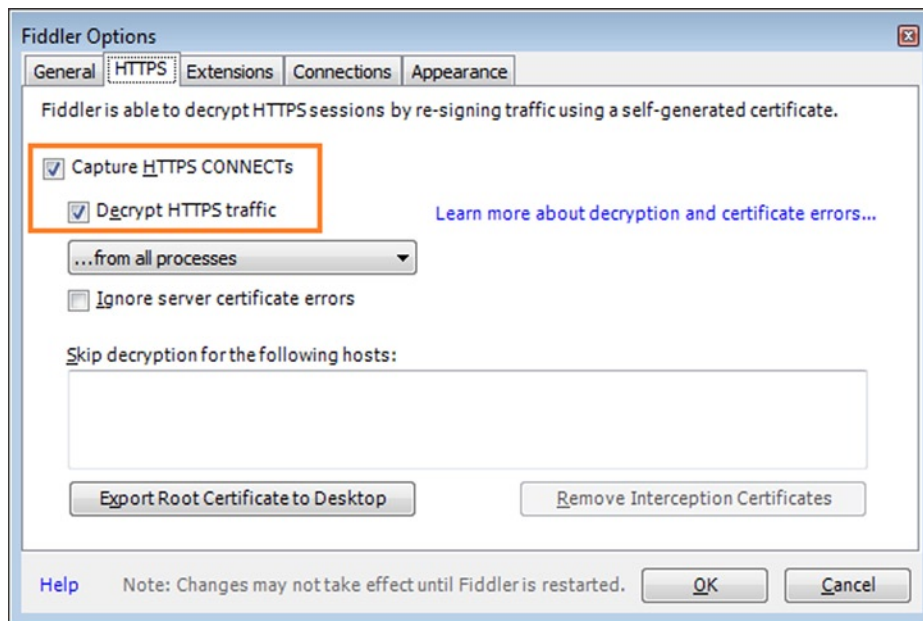 Fiddler Options
General HTTPS Extensions Connections Appearance
Fiddler is able to decrypt HTTPS sessions by re-signing traffic using a self-generated certificate.
Capture HTTPS CONNECTs
Decrypt HTTPS traffic Learn more about decryption and certificate errors...
...from all processes
Ignore server certificate errors
Skip decryption for the following hosts:
Export Root Certificate to Desktop Remove Interception Certificates
Help Note: Changes may not take effect until Fiddler is restarted. OK Cancel